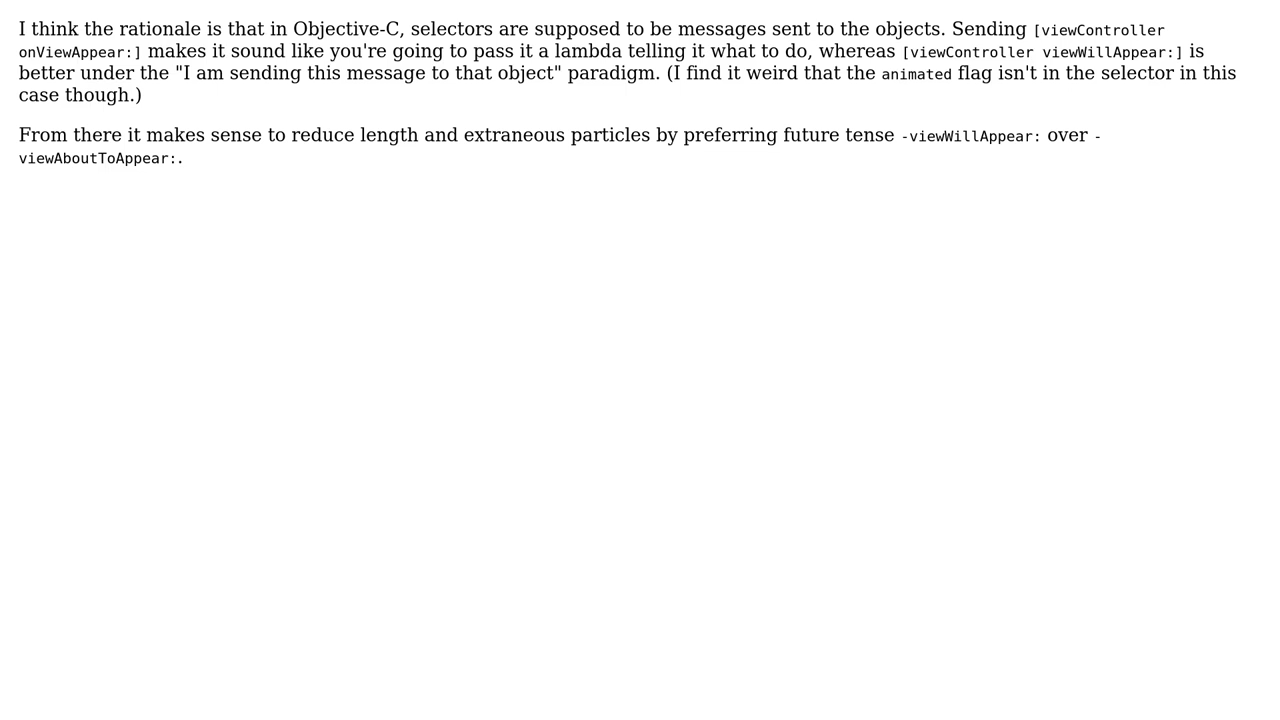 I think the rationale is that in Objective-C, selectors are supposed to be messages sent to the objects. Sending [viewController
onViewAppear:] makes it sound like you're going to pass it a lambda telling it what to do, whereas [viewController viewWillAppear:] is
better under the "I am sending this message to that object" paradigm. (I find it weird that the animated flag isn't in the selector in this
case though.)
From there it makes sense to reduce length and extraneous particles by preferring future tense -viewWillAppear: over -
viewAboutToAppear:.